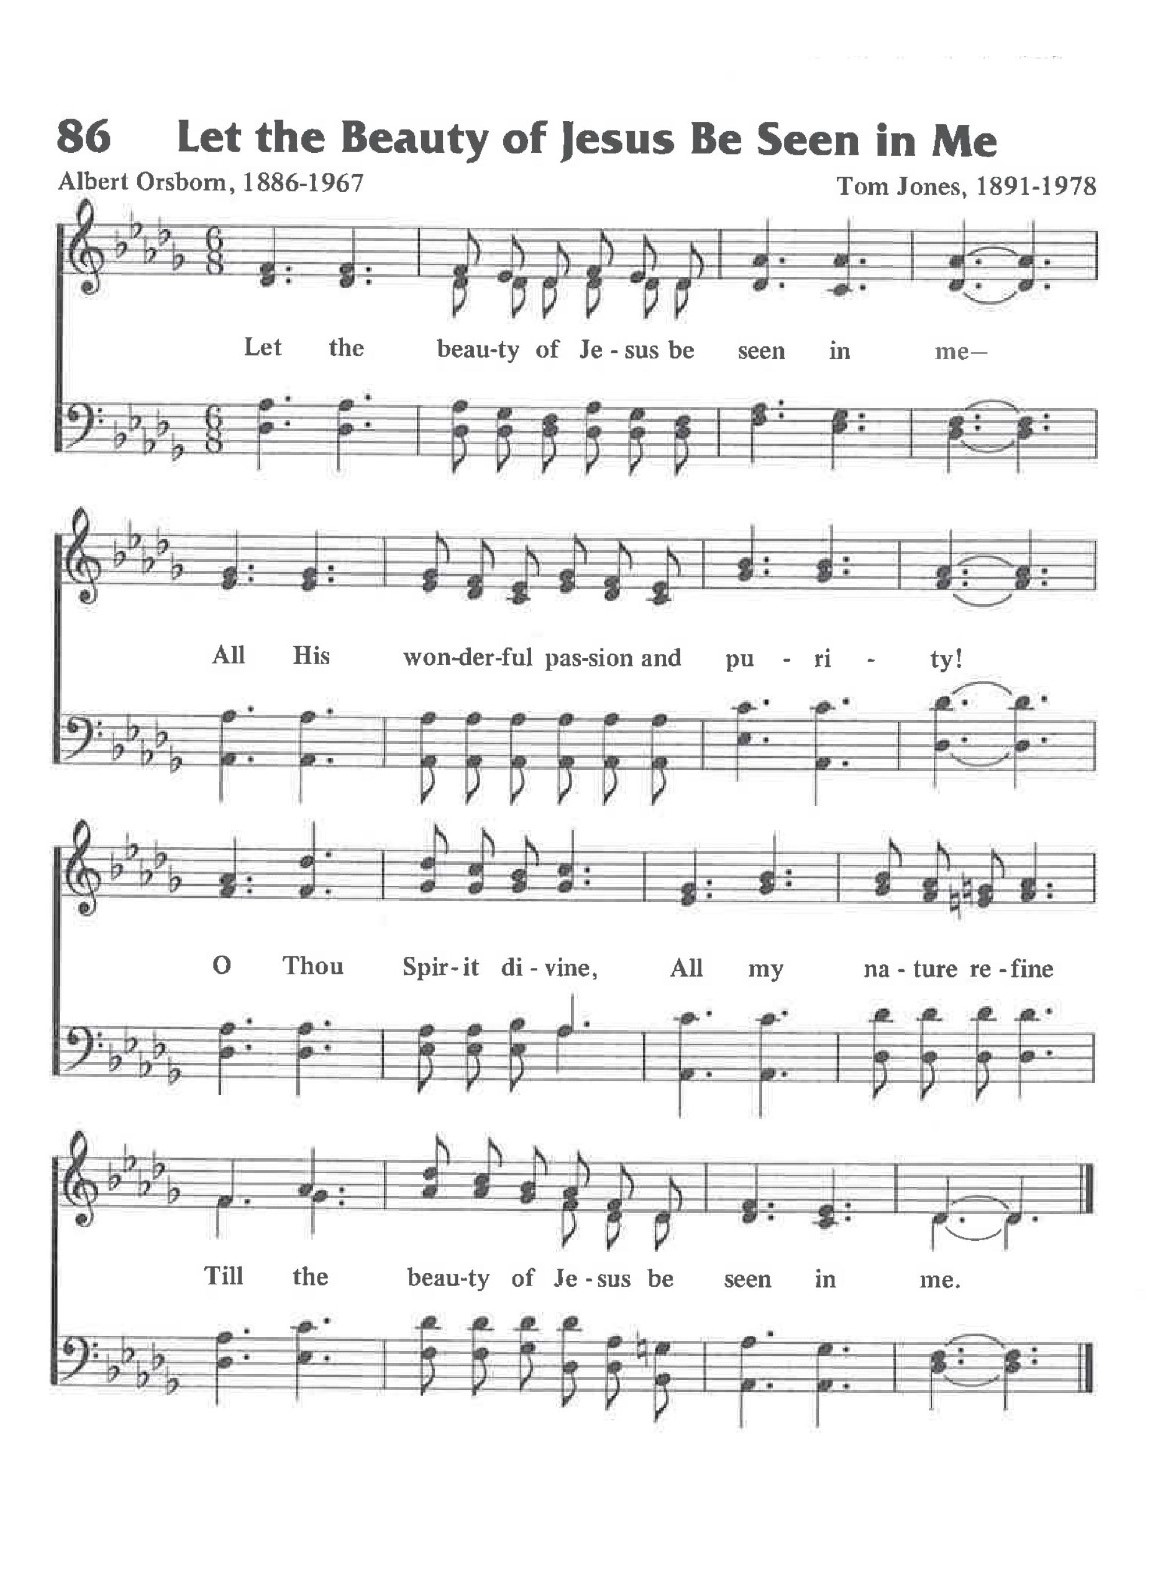 86 Let the Beauty of Jesus Be Seen in Me
Albert Orsborn, 1886-1967 Tom Jones, 1891-1978
6
8
Let the beau-ty of Je - sus be seen in me—
6
8
All His won-der-ful pas-sion and pu - ri - ty!
O Thou Spir-it di - vine, All my na - ture re - fine
Till the beau-ty of Je - sus be seen in me.